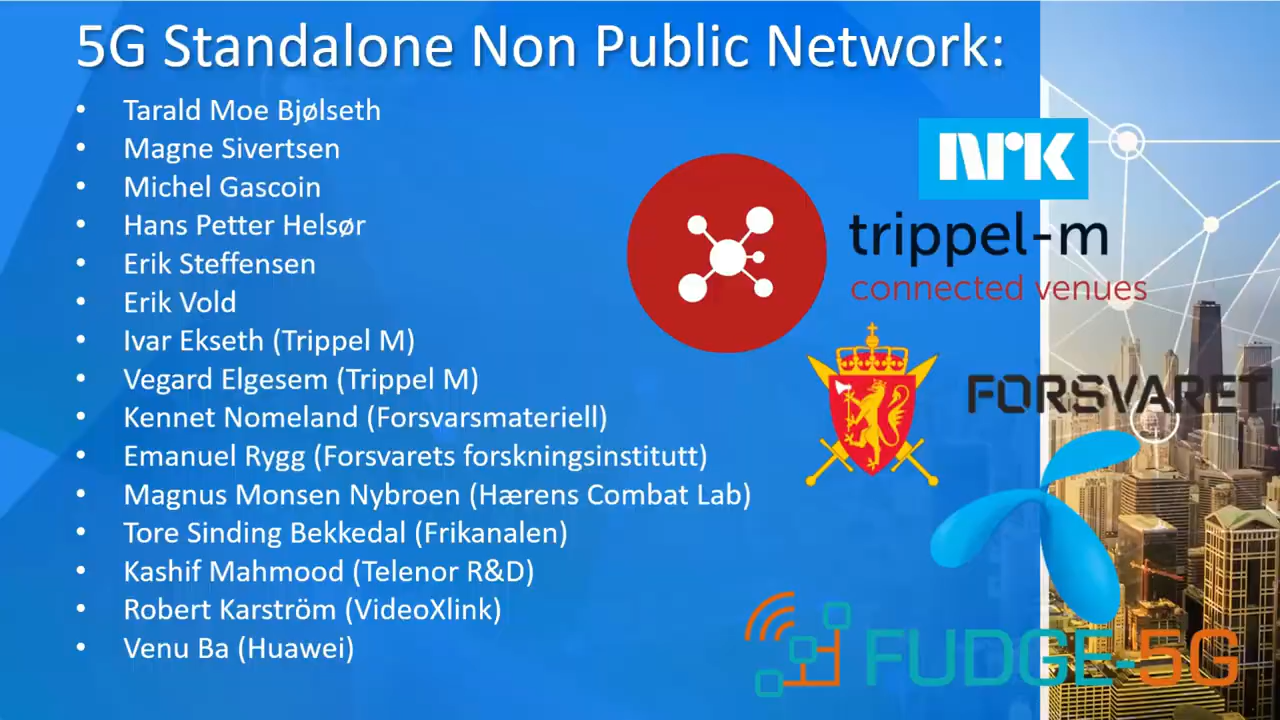 5G Standalone Non Public Network:
• Tarald Moe Bjølseth
• Magne Sivertsen
• Michel Gascoin
• Hans Petter Helsør
• Erik Steffensen
• Erik Vold
• Ivar Ekseth (Trippel M)
• Vegard Elgesem (Trippel M)
• Kennet Nomeland (Forsvarsmateriell)
• Emanuel Rygg (Forsvarets forskningsinstitutt)
• Magnus Monsen Nybroen (Hærens Combat Lab)
• Tore Sinding Bekkedal (Frikanalen)
• Kashif Mahmood (Telenor R&D)
• Robert Karström (VideoXlink)
• Venu Ba (Huawei)
NRK
trippel-m
connected venues
FORSVARET
FUDGE-5G